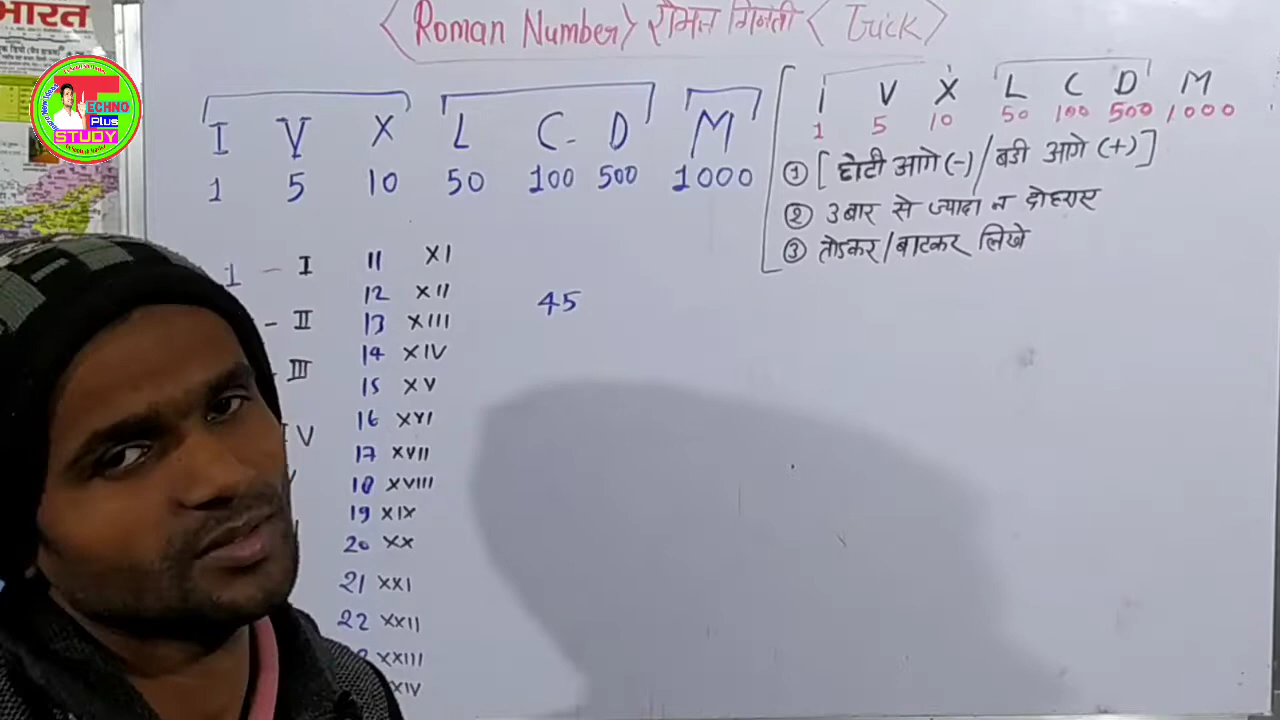 भारत
TECHNO
Plus
STUDY
<Roman Number> रोमन गिनती <Trick>
I V X L C D M
1 5 10 50 100 500 1000
I V X L C D M
1 5 10 50 100 500 1000
① [छोटी आगे (-) / बडी आगे (+)]
② 3 बार से ज्यादा न दोहराए
③ तोडकर/बाटकर लिखे
1 - I
- II
- III
IV
V
11 XI
12 XII
13 XIII
14 XIV
15 XV
16 XVI
17 XVII
18 XVIII
19 XIX
20 XX
21 XXI
22 XXII
XXIII
XIV
45